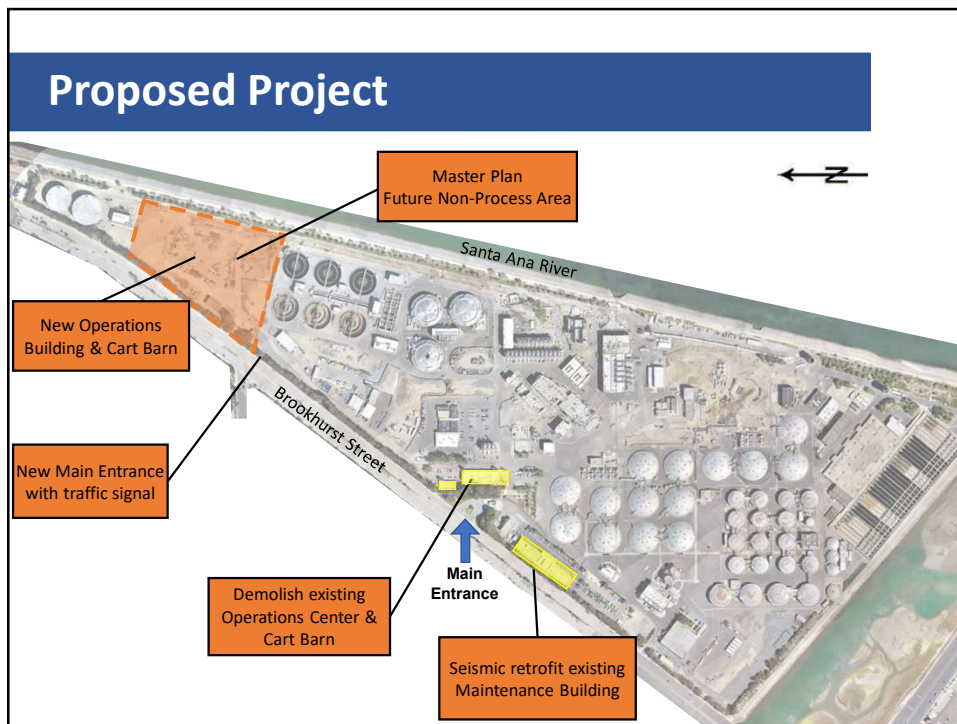 Proposed Project
Master Plan
Future Non-Process Area
N
Santa Ana River
New Operations
Building & Cart Barn
Brookhurst Street
New Main Entrance
with traffic signal
Main
Entrance
Demolish existing
Operations Center &
Cart Barn
Seismic retrofit existing
Maintenance Building